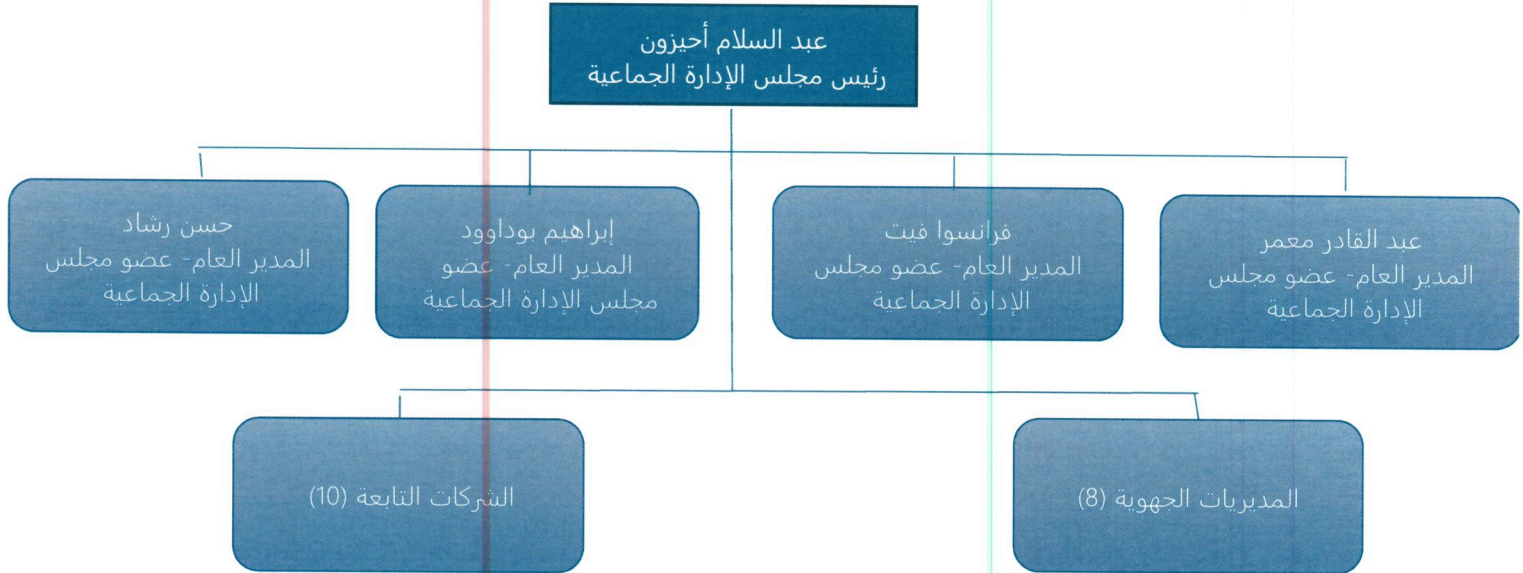 عبد السلام أحيزون
رئيس مجلس الإدارة الجماعية
عبد القادر معمر
المدير العام- عضو مجلس
الإدارة الجماعية
فرانسوا فيت
المدير العام- عضو مجلس
الإدارة الجماعية
إبراهيم بوداوود
المدير العام- عضو
مجلس الإدارة الجماعية
حسن رشاد
المدير العام- عضو مجلس
الإدارة الجماعية
المديريات الجهوية (8)
الشركات التابعة (10)